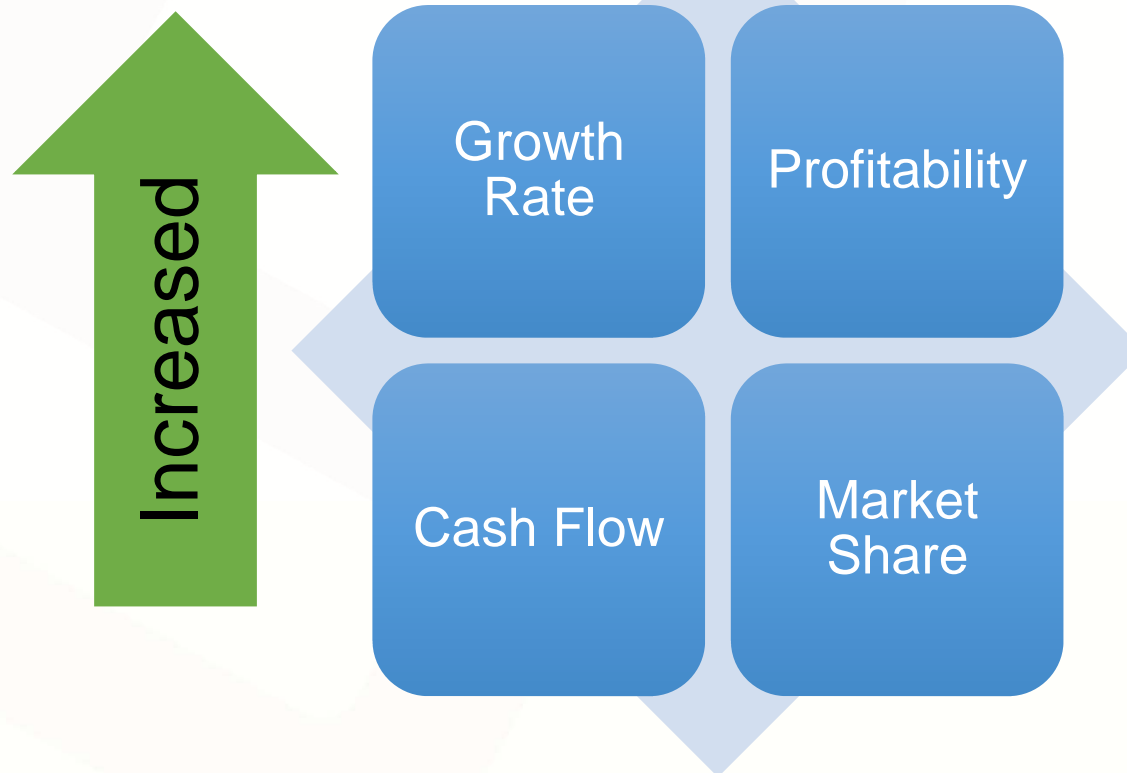 Increased
Growth
Rate
Profitability
Cash Flow
Market
Share